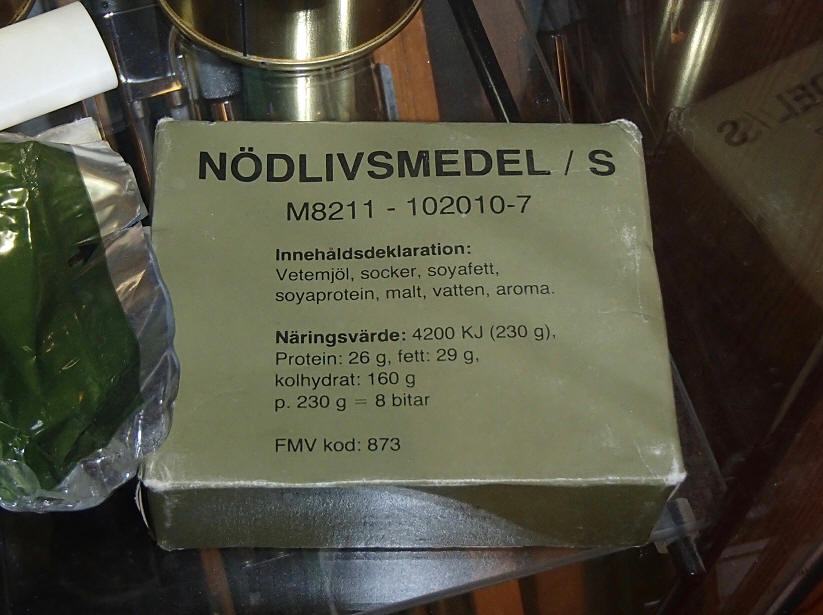 NÖDLIVSMEDEL / S
M8211 - 102010-7
Innehåldsdeklaration:
Vetemjöl, socker, soyafett,
soyaprotein, malt, vatten, aroma.
Näringsvärde: 4200 KJ (230 g),
Protein: 26 g, fett: 29 g,
kolhydrat: 160 g
p. 230 g = 8 bitar
FMV kod: 873